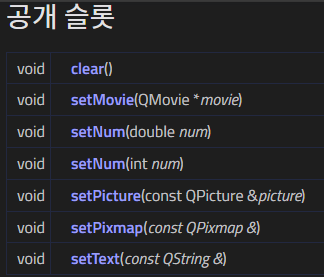 공개 슬롯
void clear()
void setMovie(QMovie *movie)
void setNum(double num)
void setNum(int num)
void setPicture(const QPicture &picture)
void setPixmap(const QPixmap &)
void setText(const QString &)